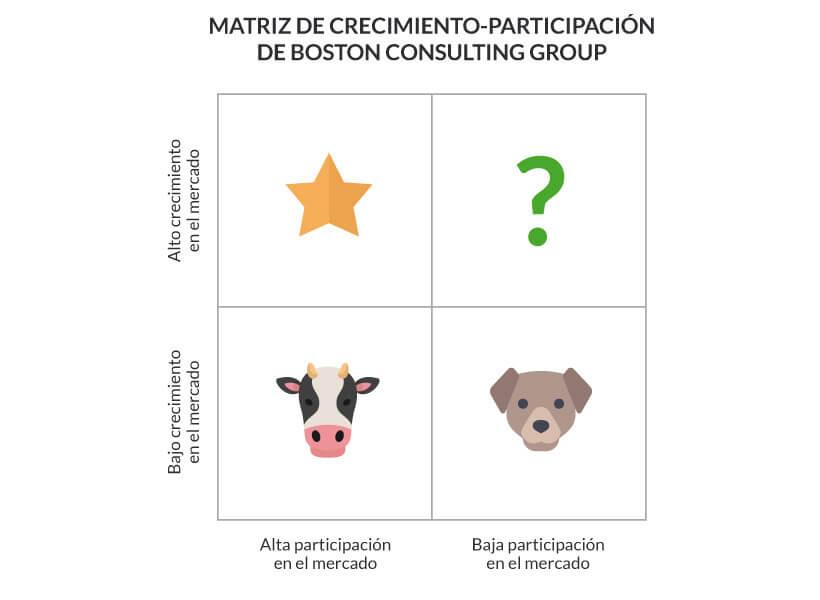 MATRIZ DE CRECIMIENTO-PARTICIPACIÓN
DE BOSTON CONSULTING GROUP
Alto crecimiento
en el mercado
?
Bajo crecimiento
en el mercado
Alta participación
en el mercado
Baja participación
en el mercado